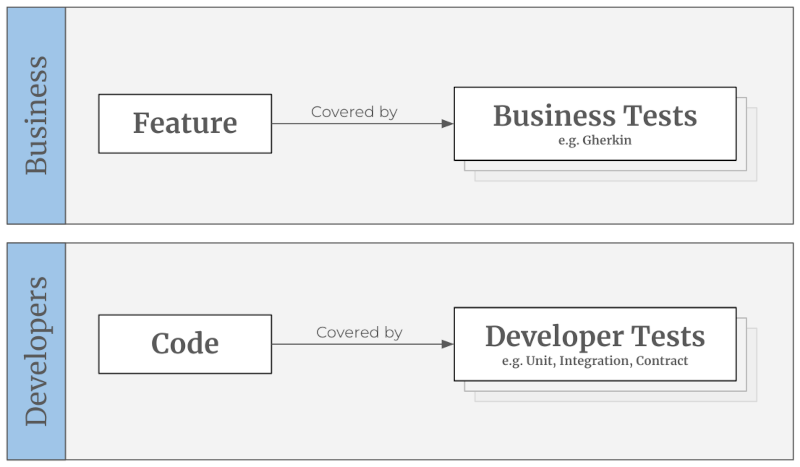 Business
Feature
Covered by
Business Tests
e.g. Gherkin
Developers
Code
Covered by
Developer Tests
e.g. Unit, Integration, Contract